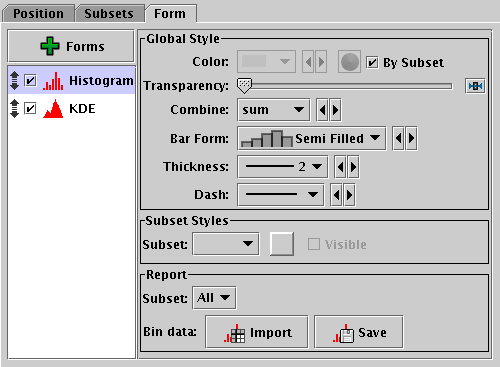 Position Subsets Form
Forms
Histogram
KDE
Global Style
Color: By Subset
Transparency:
Combine: sum
Bar Form: Semi Filled
Thickness: 2
Dash:
Subset Styles
Subset: Visible
Report
Subset: All
Bin data: Import Save